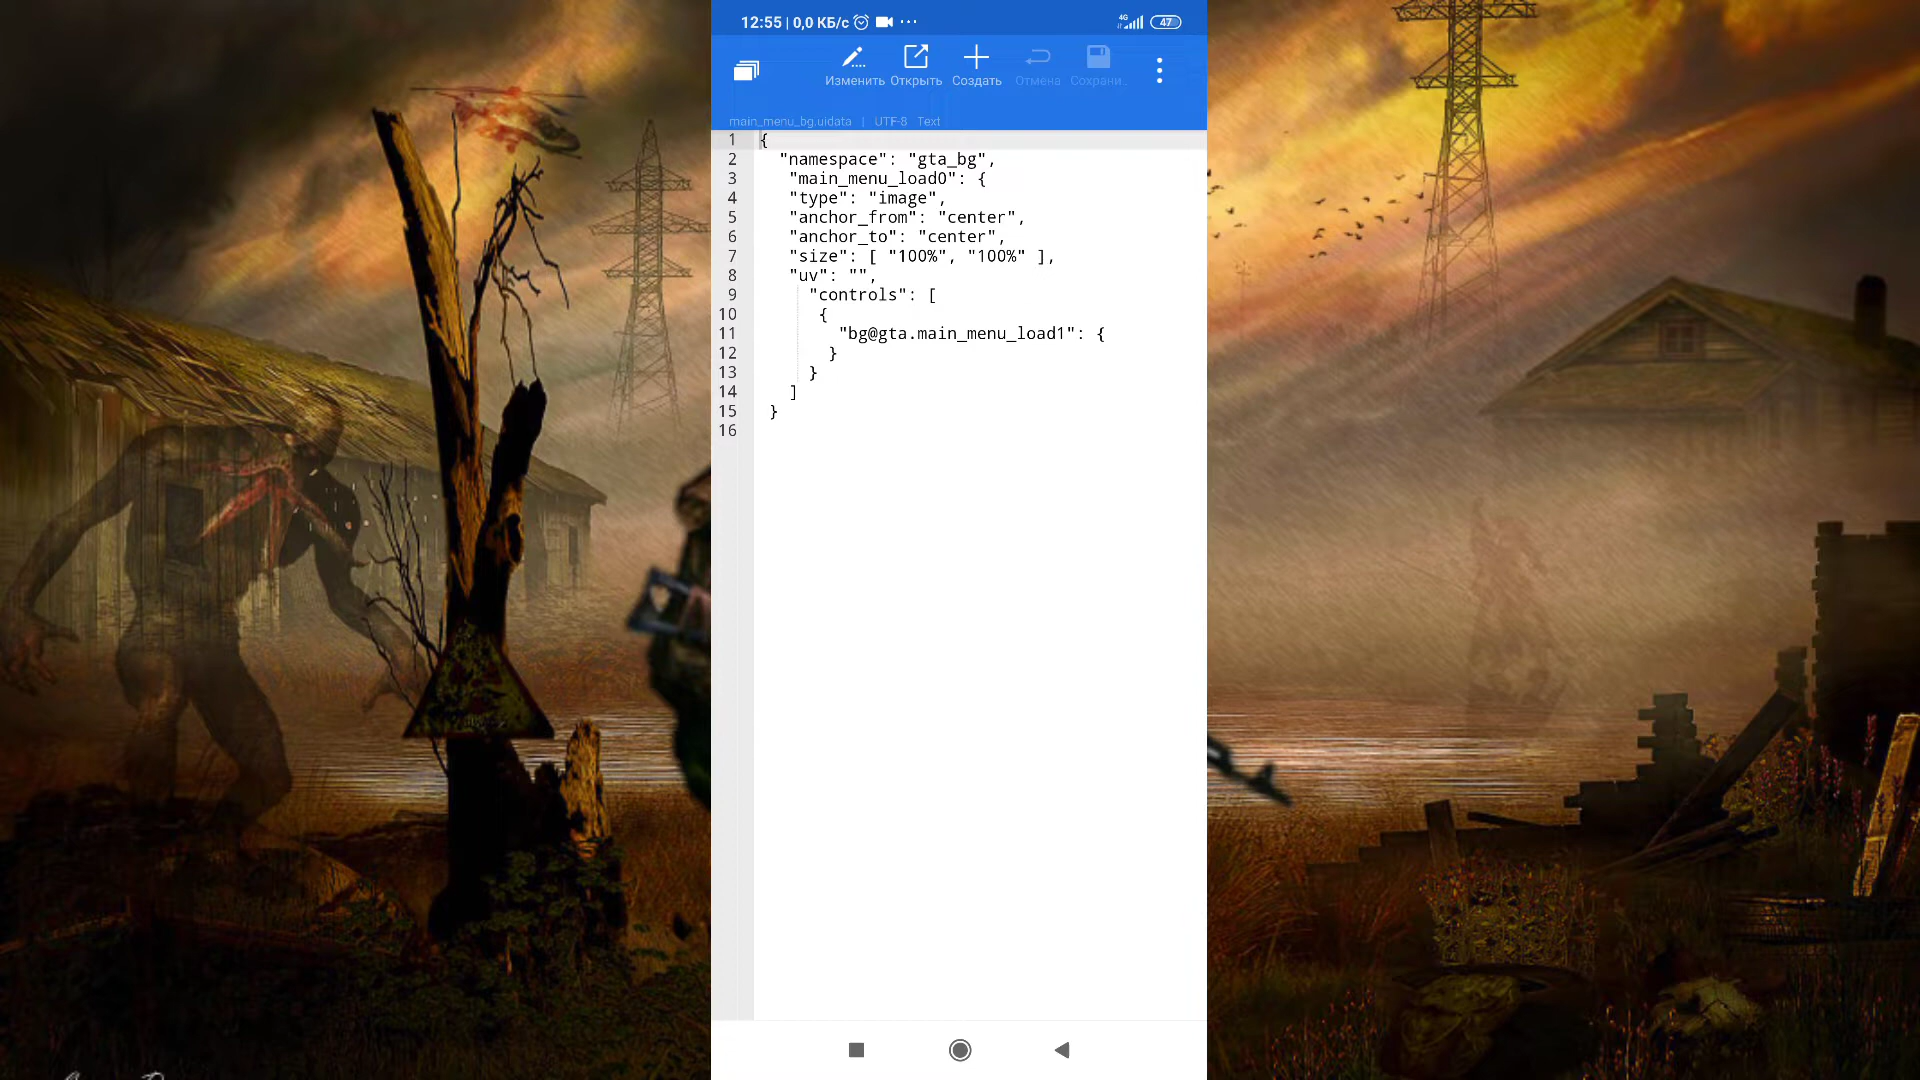 12:55 | 0,0 КБ/с ... 4G 47
Изменить Открыть Создать Отмена Сохрани..
main_menu_bg.uidata | UTF-8 Text
1 {
2 "namespace": "gta_bg",
3 "main_menu_load0": {
4 "type": "image",
5 "anchor_from": "center",
6 "anchor_to": "center",
7 "size": [ "100%", "100%" ],
8 "uv": "",
9 "controls": [
10 {
11 "bg@gta.main_menu_load1": {
12 }
13 }
14 ]
15 }
16